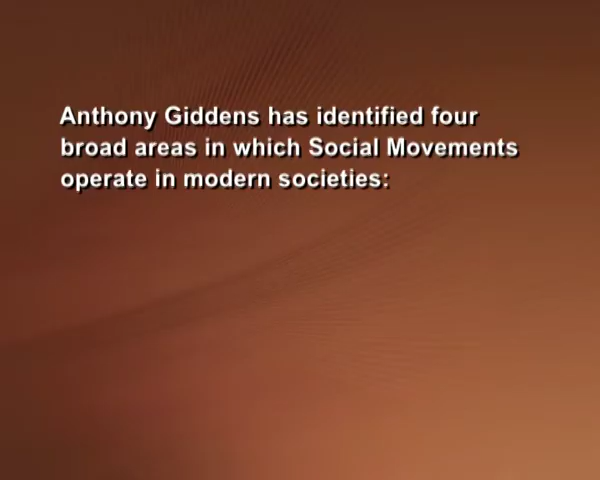 Anthony Giddens has identified four
broad areas in which Social Movements
operate in modern societies: